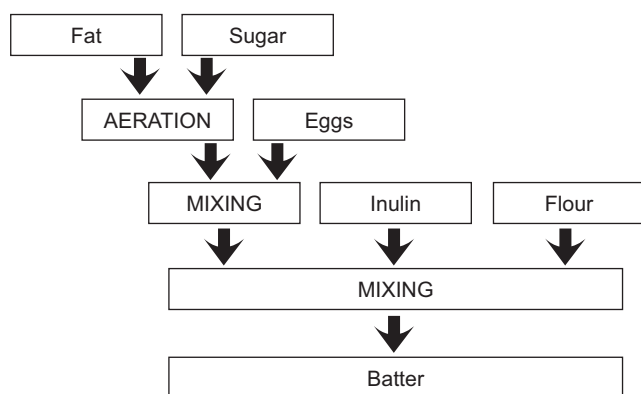 Fat
Sugar
AERATION
Eggs
MIXING
Inulin
Flour
MIXING
Batter